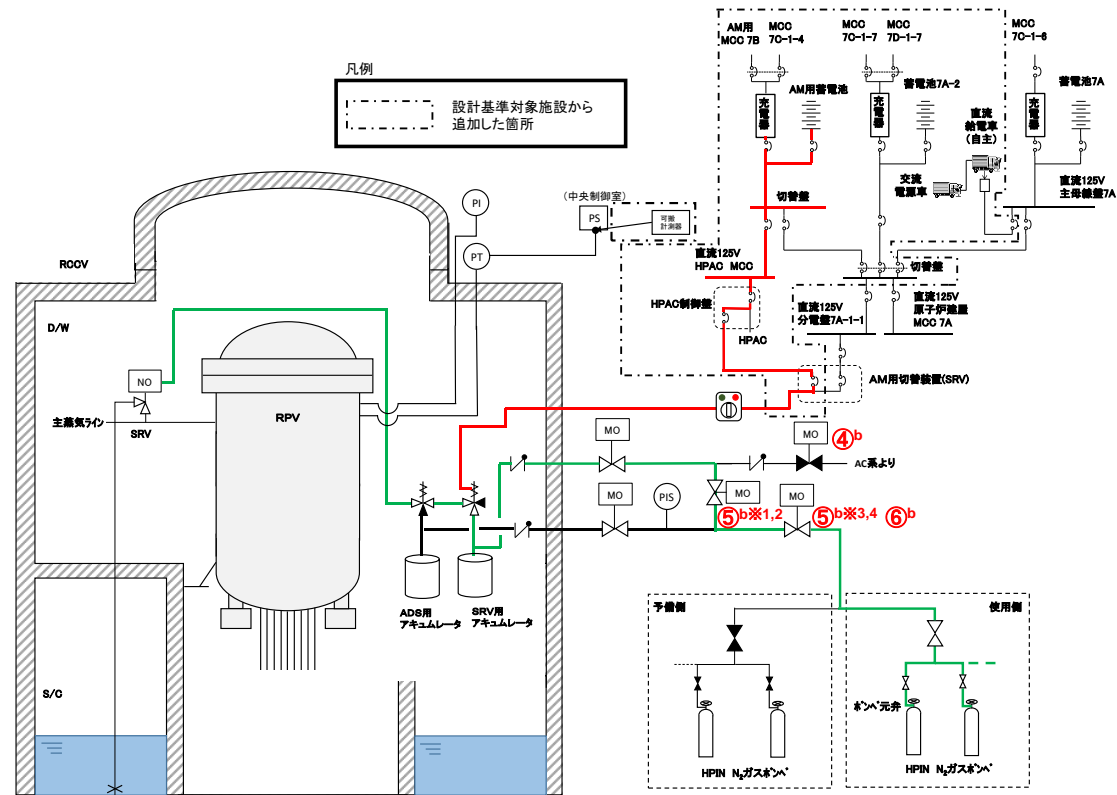 凡例
設計基準対象施設から
追加した箇所
AM用
MCC 7B
MCC
7C-1-4
MCC
7C-1-7
MCC
7D-1-7
MCC
7C-1-6
充電器
AM用蓄電池
充電器
蓄電池7A-2
直流
給電車
(自主)
充電器
蓄電池7A
交流
電源車
直流125V
主母線盤7A
切替盤
切替盤
(中央制御室)
PS
可搬
計測器
PI
PT
直流125V
HPAC MCC
HPAC制御盤
HPAC
直流125V
分電盤7A-1-1
直流125V
原子炉建屋
MCC 7A
AM用切替装置(SRV)
RCCV
D/W
NO
主蒸気ライン
SRV
RPV
MO
MO
④b
AC系より
MO
PIS
MO
MO
⑤b※1,2
⑤b※3,4
⑥b
ADS用
アキュムレータ
SRV用
アキュムレータ
S/C
予備側
使用側
ボンベ元弁
HPIN N₂ガスボンベ
HPIN N₂ガスボンベ